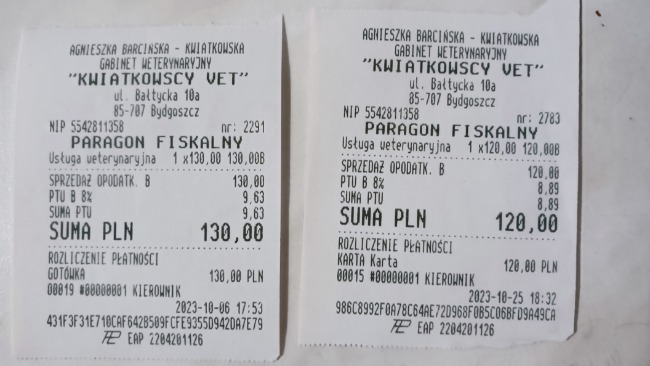 AGNIESZKA BARCIŃSKA - KWIATKOWSKA
GABINET WETERYNARYJNY
"KWIATKOWSCY VET"
ul. Bałtycka 10a
85-707 Bydgoszcz
NIP 5542811358 nr: 2291
PARAGON FISKALNY
Usługa weterynaryjna 1 x130,00 130,00B
SPRZEDAŻ OPODATK. B 130,00
PTU B 8% 9,63
SUMA PTU 9,63
SUMA PLN 130,00
ROZLICZENIE PŁATNOŚCI
GOTÓWKA 130,00 PLN
00019 #00000001 KIEROWNIK
2023-10-06 17:53
431F3F31E710CAF642B509FCFE9355D942DA7E79
EAP 2204201126
AGNIESZKA BARCIŃSKA - KWIATKOWSKA
GABINET WETERYNARYJNY
"KWIATKOWSCY VET"
ul. Bałtycka 10a
85-707 Bydgoszcz
NIP 5542811358 nr: 2783
PARAGON FISKALNY
Usługa weterynaryjna 1 x120,00 120,00B
SPRZEDAŻ OPODATK. B 120,00
PTU B 8% 8,89
SUMA PTU 8,89
SUMA PLN 120,00
ROZLICZENIE PŁATNOŚCI
KARTA Karta 120,00 PLN
00015 #00000001 KIEROWNIK
2023-10-25 18:32
986C8992F0A78C64AE72D968F0B5C06BFD9A49CA
EAP 2204201126